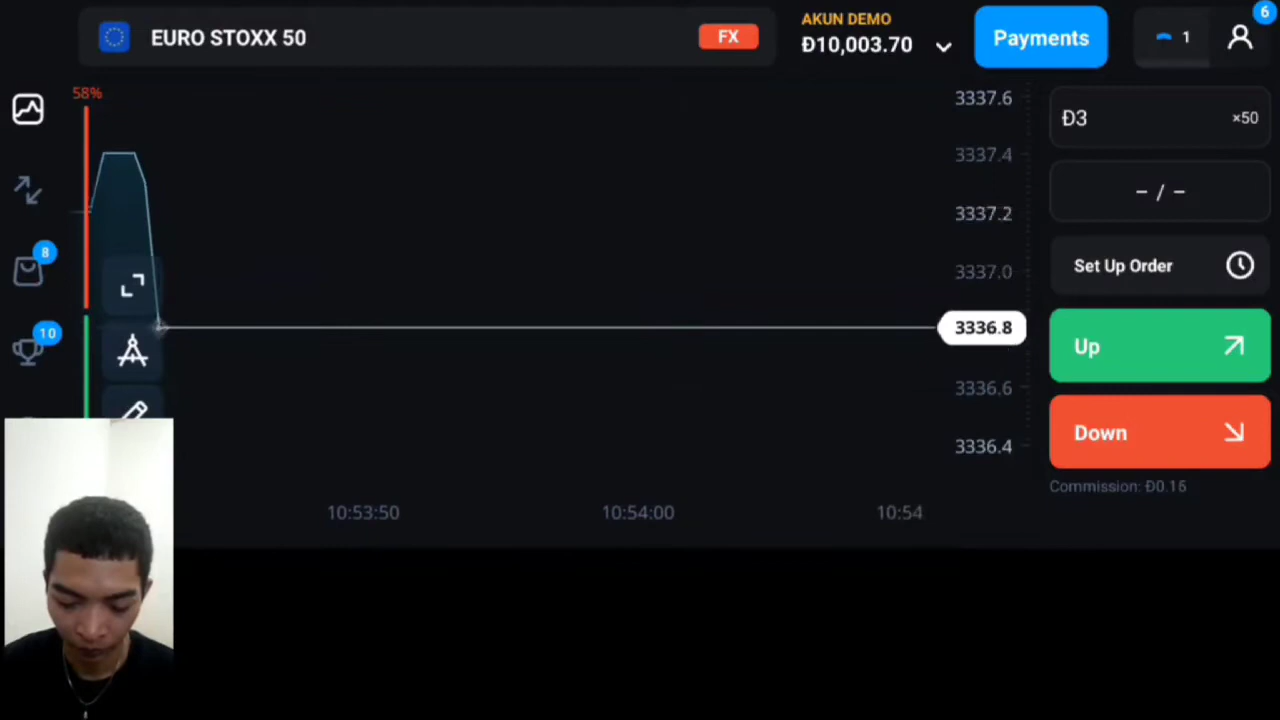 EURO STOXX 50
FX
AKUN DEMO
Đ10,003.70
Payments
1
6
58%
8
10
3337.6
3337.4
3337.2
3337.0
3336.8
3336.6
3336.4
Đ3
×50
– / –
Set Up Order
Up
Down
Commission: Đ0.15
10:53:50
10:54:00
10:54